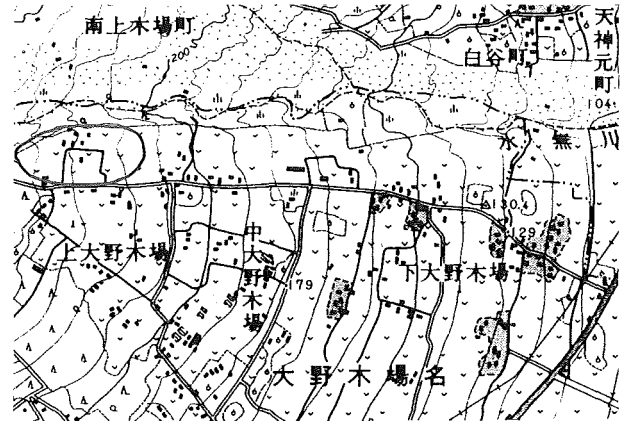 南上木場町
200
白谷町
天神元町
104
水無川
130.4
129
上大野木場
中大野木場
179
下大野木場
大野木場名